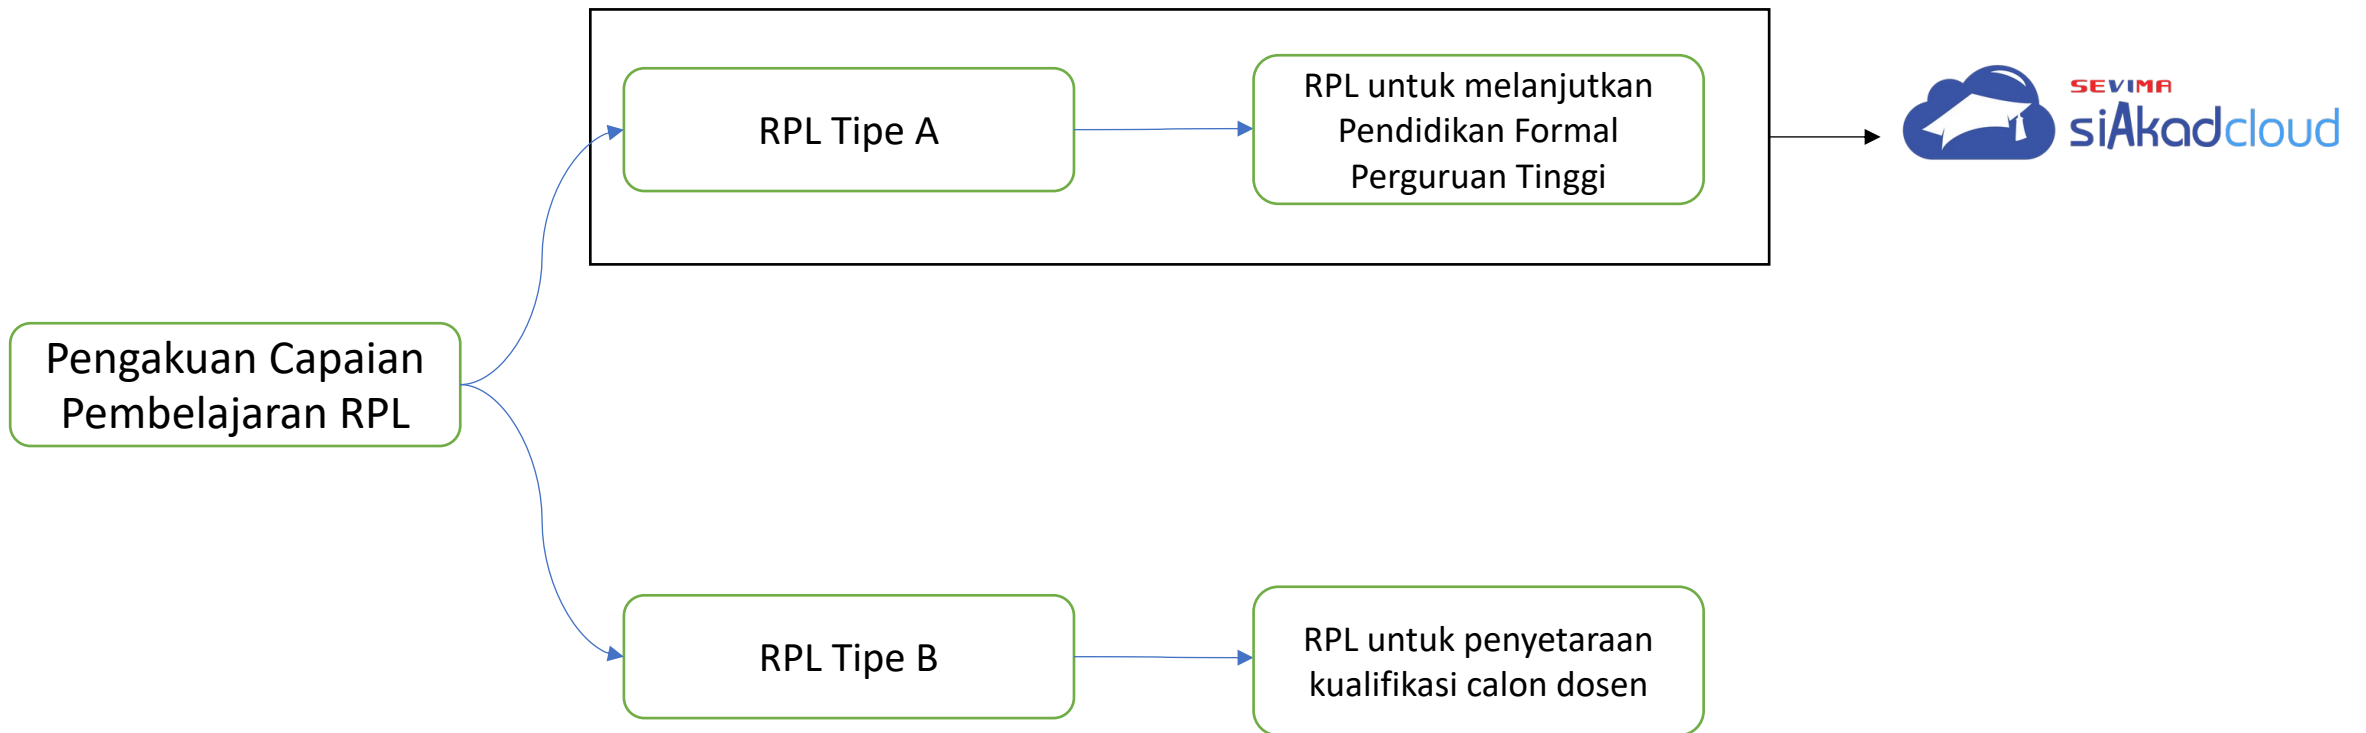 RPL Tipe A
RPL untuk melanjutkan
Pendidikan Formal
Perguruan Tinggi
SEVIMA
siAkadcloud
Pengakuan Capaian
Pembelajaran RPL
RPL Tipe B
RPL untuk penyetaraan
kualifikasi calon dosen